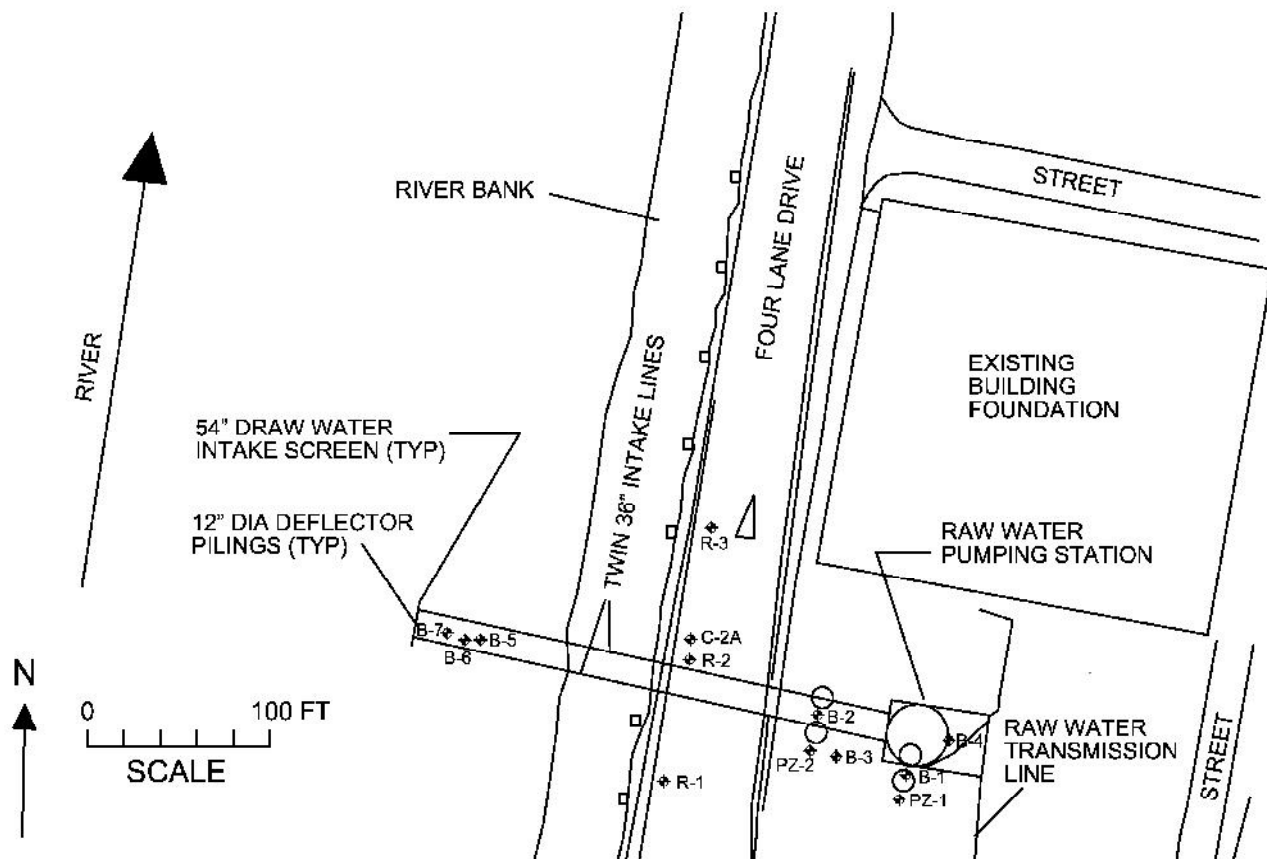 STREET
RIVER BANK
FOUR LANE DRIVE
RIVER
TWIN 36" INTAKE LINES
EXISTING
BUILDING
FOUNDATION
54" DRAW WATER
INTAKE SCREEN (TYP)
12" DIA DEFLECTOR
PILINGS (TYP)
R-3
RAW WATER
PUMPING STATION
B-7
B-5
B-6
C-2A
R-2
N
0 100 FT
SCALE
B-2
B-4
PZ-2
B-3
B-1
PZ-1
R-1
RAW WATER
TRANSMISSION
LINE
STREET